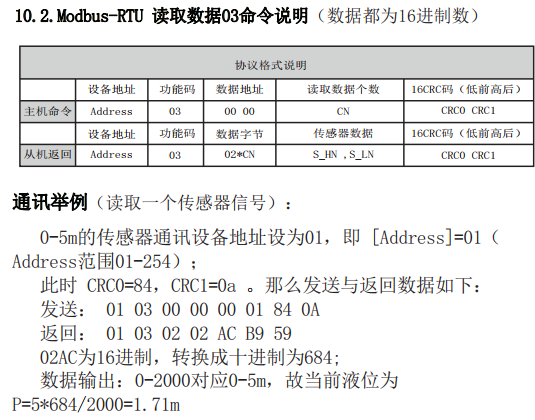 10.2.Modbus-RTU 读取数据03命令说明（数据都为16进制数）
协议格式说明
设备地址 功能码 数据地址 读取数据个数 16CRC码（低前高后）
主机命令 Address 03 00 00 CN CRC0 CRC1
设备地址 功能码 数据字节 传感器数据 16CRC码（低前高后）
从机返回 Address 03 02*CN S_HN ,S_LN CRC0 CRC1
通讯举例（读取一个传感器信号）：
0-5m的传感器通讯设备地址设为01，即 [Address]=01（
Address范围01-254）；
此时 CRC0=84，CRC1=0a 。那么发送与返回数据如下：
发送： 01 03 00 00 00 01 84 0A
返回： 01 03 02 02 AC B9 59
02AC为16进制，转换成十进制为684;
数据输出：0-2000对应0-5m，故当前液位为
P=5*684/2000=1.71m